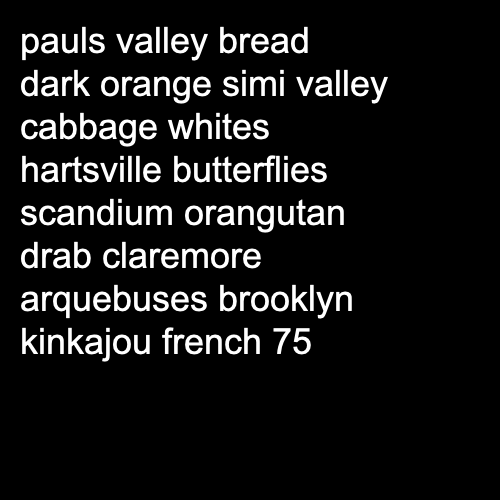 pauls valley bread
dark orange simi valley
cabbage whites
hartsville butterflies
scandium orangutan
drab claremore
arquebuses brooklyn
kinkajou french 75